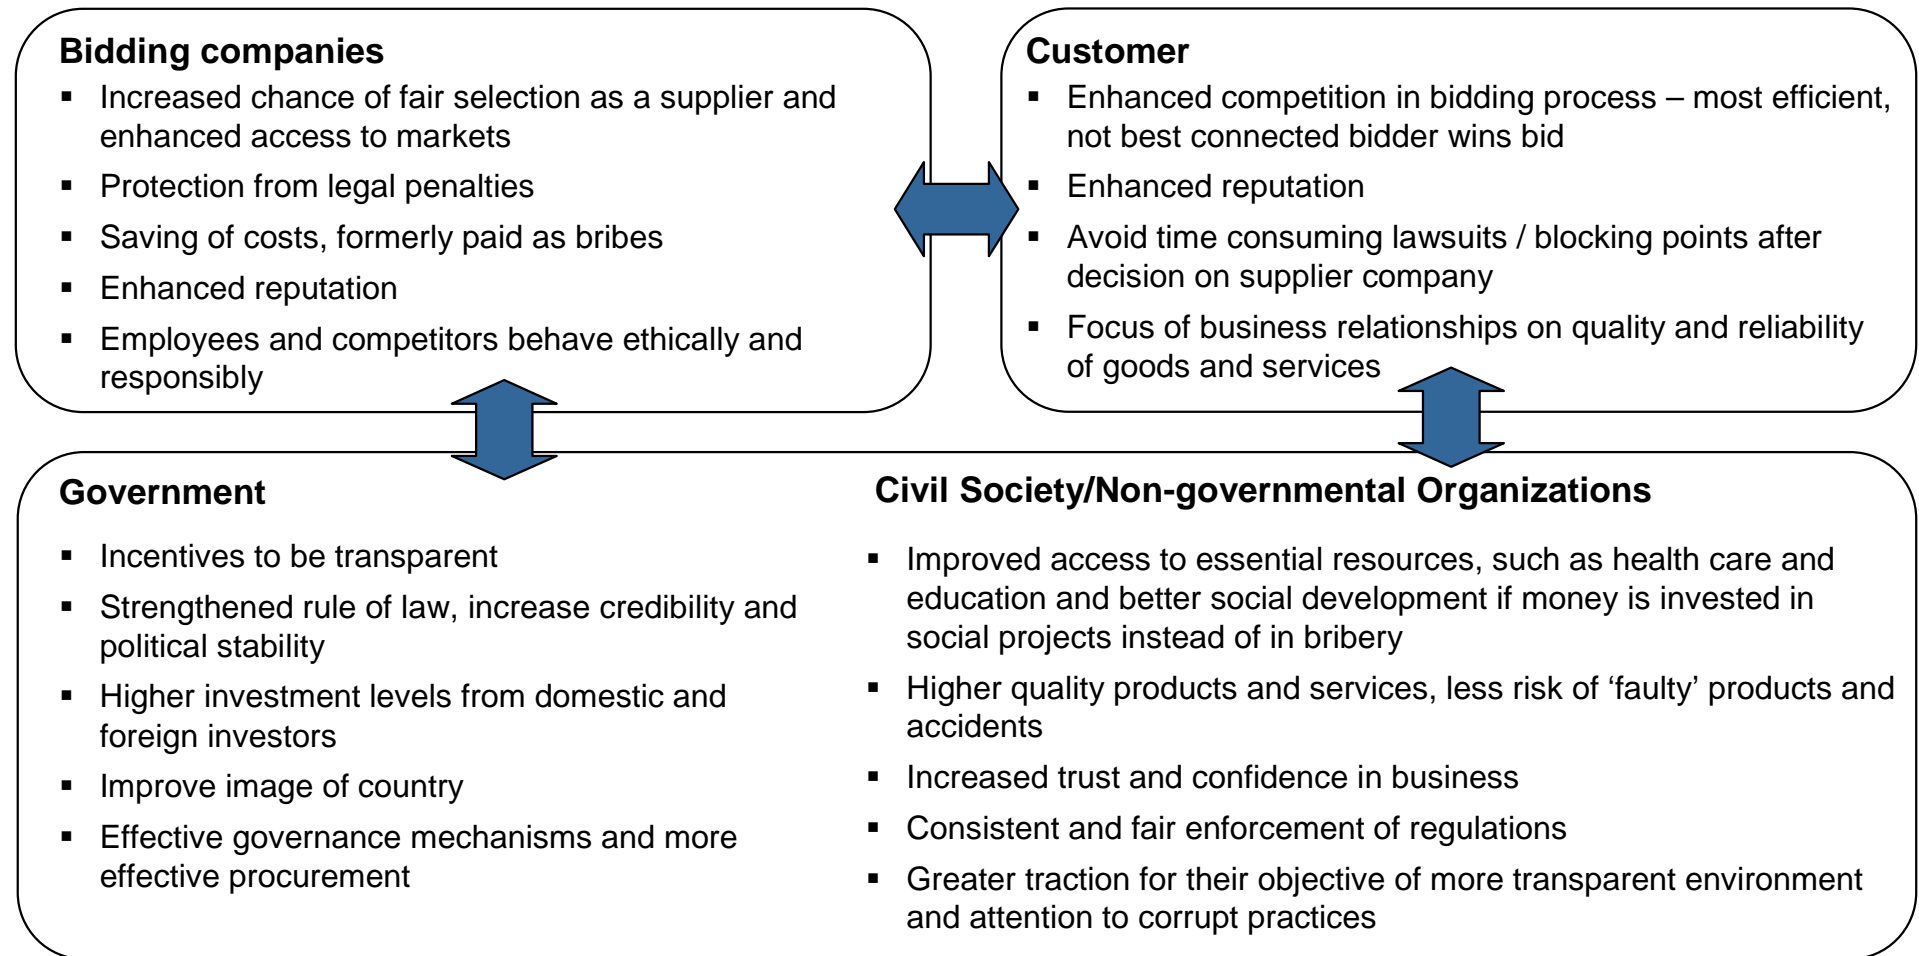 Bidding companies
▪ Increased chance of fair selection as a supplier and
enhanced access to markets
▪ Protection from legal penalties
▪ Saving of costs, formerly paid as bribes
▪ Enhanced reputation
▪ Employees and competitors behave ethically and
responsibly
Customer
▪ Enhanced competition in bidding process – most efficient,
not best connected bidder wins bid
▪ Enhanced reputation
▪ Avoid time consuming lawsuits / blocking points after
decision on supplier company
▪ Focus of business relationships on quality and reliability
of goods and services
Government
▪ Incentives to be transparent
▪ Strengthened rule of law, increase credibility and
political stability
▪ Higher investment levels from domestic and
foreign investors
▪ Improve image of country
▪ Effective governance mechanisms and more
effective procurement
Civil Society/Non-governmental Organizations
▪ Improved access to essential resources, such as health care and
education and better social development if money is invested in
social projects instead of in bribery
▪ Higher quality products and services, less risk of ‘faulty’ products and
accidents
▪ Increased trust and confidence in business
▪ Consistent and fair enforcement of regulations
▪ Greater traction for their objective of more transparent environment
and attention to corrupt practices